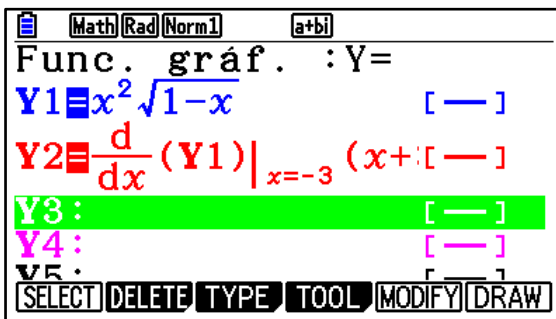 Math Rad Norm1 a+bi
Func. gráf. :Y=
Y1=x²√(1-x) [—]
Y2=d/dx(Y1)|x=-3 (x+ [—]
Y3: [—]
Y4: [—]
Y5: [—]
SELECT DELETE TYPE TOOL MODIFY DRAW